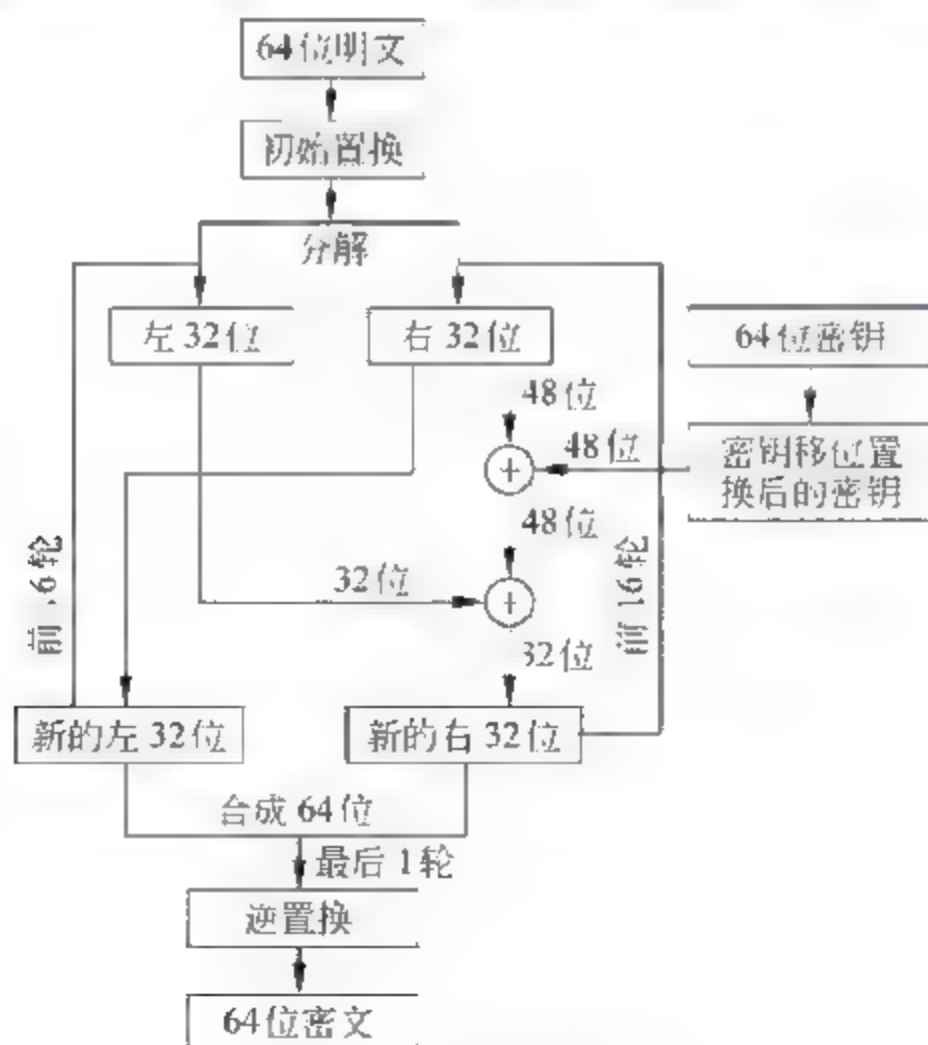 64位明文
初始置换
分解
左32位
右32位
64位密钥
48位
48位
密钥移位置
换后的密钥
48位
32位
前16轮
前16轮
32位
新的左32位
新的右32位
合成64位
最后1轮
逆置换
64位密文